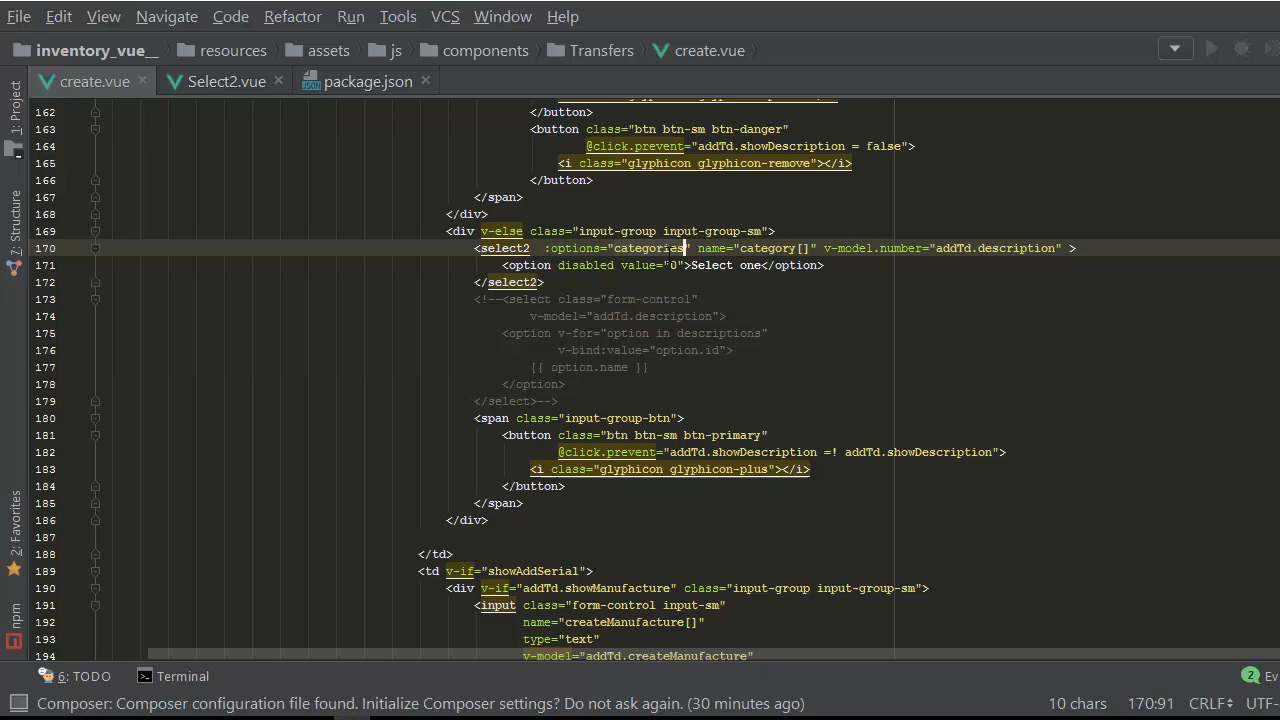 File Edit View Navigate Code Refactor Run Tools VCS Window Help
inventory_vue__ resources assets js components Transfers create.vue
create.vue Select2.vue package.json
162 </button>
163 <button class="btn btn-sm btn-danger"
164 @click.prevent="addTd.showDescription = false">
165 <i class="glyphicon glyphicon-remove"></i>
166 </button>
167 </span>
168 </div>
169 <div v-else class="input-group input-group-sm">
170 <select2 :options="categories" name="category[]" v-model.number="addTd.description" >
171 <option disabled value="0">Select one</option>
172 </select2>
173 <!--<select class="form-control"
174 v-model="addTd.description">
175 <option v-for="option in descriptions"
176 v-bind:value="option.id">
177 {{ option.name }}
178 </option>
179 </select>-->
180 <span class="input-group-btn">
181 <button class="btn btn-sm btn-primary"
182 @click.prevent="addTd.showDescription =! addTd.showDescription">
183 <i class="glyphicon glyphicon-plus"></i>
184 </button>
185 </span>
186 </div>
187
188 </td>
189 <td v-if="showAddSerial">
190 <div v-if="addTd.showManufacture" class="input-group input-group-sm">
191 <input class="form-control input-sm"
192 name="createManufacture[]"
193 type="text"
194 v-model="addTd.createManufacture"
1: Project
7: Structure
2: Favorites
npm
6: TODO Terminal 2 Ev
Composer: Composer configuration file found. Initialize Composer settings? Do not ask again. (30 minutes ago) 10 chars 170:91 CRLF UTF-